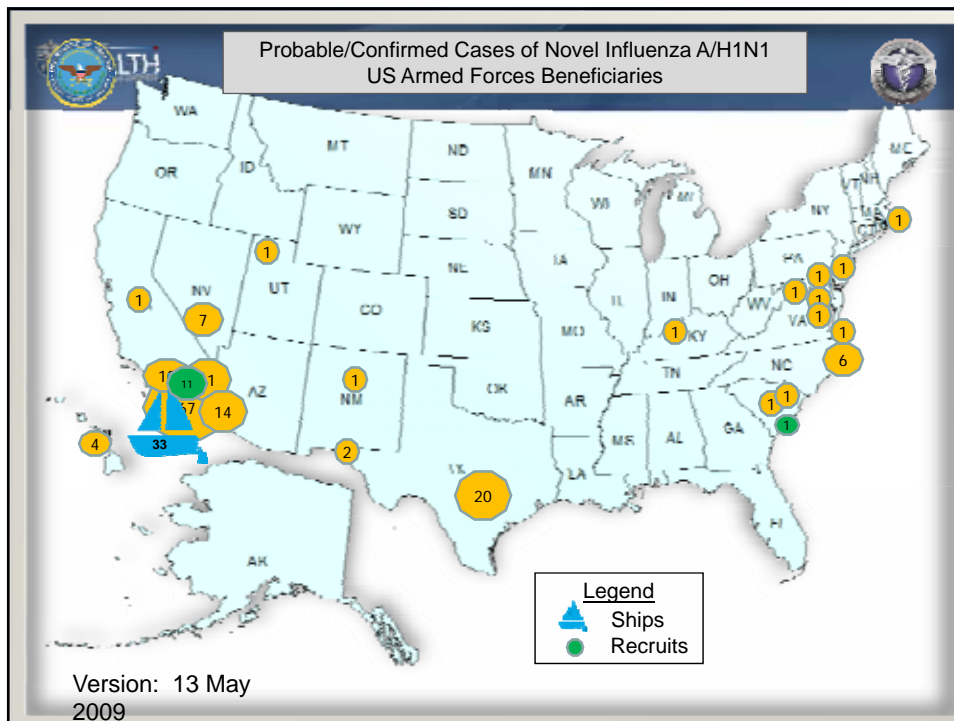 LTH
Probable/Confirmed Cases of Novel Influenza A/H1N1
US Armed Forces Beneficiaries
WA
MT
ND
MN
ME
OR
ID
WI
MI
VT
NH
NY
MA
SD
WY
1
1
IA
PA
1
1
NE
OH
NV
UT
IL
IN
1
1
1
WV
CO
7
KS
MO
1
KY
VA
1
1
6
TN
NC
11
1
AZ
1
NM
OK
AR
1
1
14
33
MS
AL
GA
1
4
2
LA
20
AK
Legend
Ships
Recruits
Version: 13 May
2009